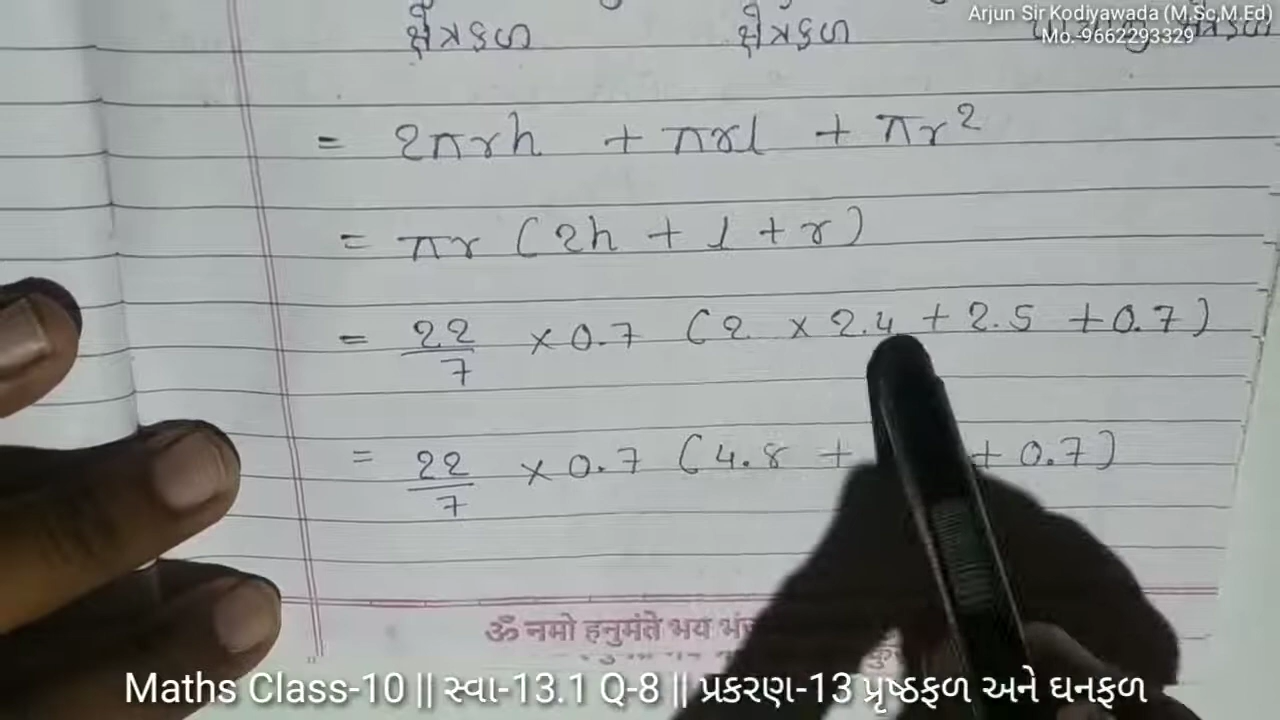 Arjun Sir Kodiyawada (M.Sc,M.Ed)
Mo.-9662293329
ક્ષેત્રફળ ક્ષેત્રફળ ક્ષેત્રફળ
= 2πrh + πrl + πr²
= πr (2h + l + r)
= 22/7 × 0.7 (2 × 2.4 + 2.5 + 0.7)
= 22/7 × 0.7 (4.8 + + 0.7)
ॐ नमो हनुमंते भय
Maths Class-10 || સ્વા-13.1 Q-8 || પ્રકરણ-13 પૃષ્ઠફળ અને ઘનફળ